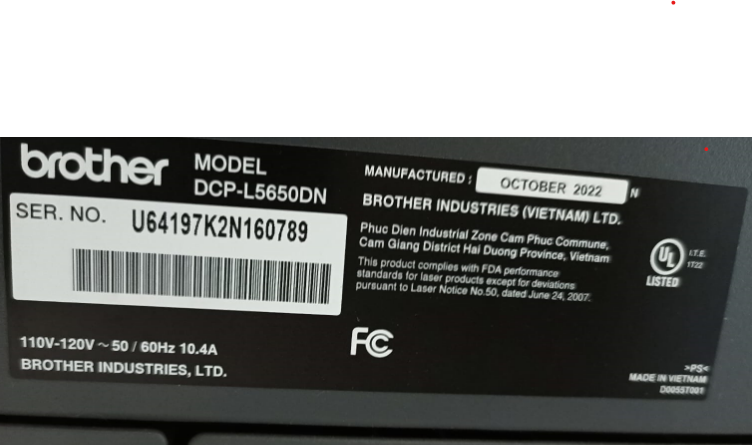 brother
MODEL
DCP-L5650DN
SER. NO.
U64197K2N160789
110V-120V ~ 50 / 60Hz 10.4A
BROTHER INDUSTRIES, LTD.
MANUFACTURED :
OCTOBER 2022
N
BROTHER INDUSTRIES (VIETNAM) LTD.
Phuc Dien Industrial Zone Cam Phuc Commune,
Cam Giang District Hai Duong Province, Vietnam
This product complies with FDA performance
standards for laser products except for deviations
pursuant to Laser Notice No.50, dated June 24, 2007.
FC
UL
LISTED
I.T.E.
1T22
>PS<
MADE IN VIETNAM
D00557001